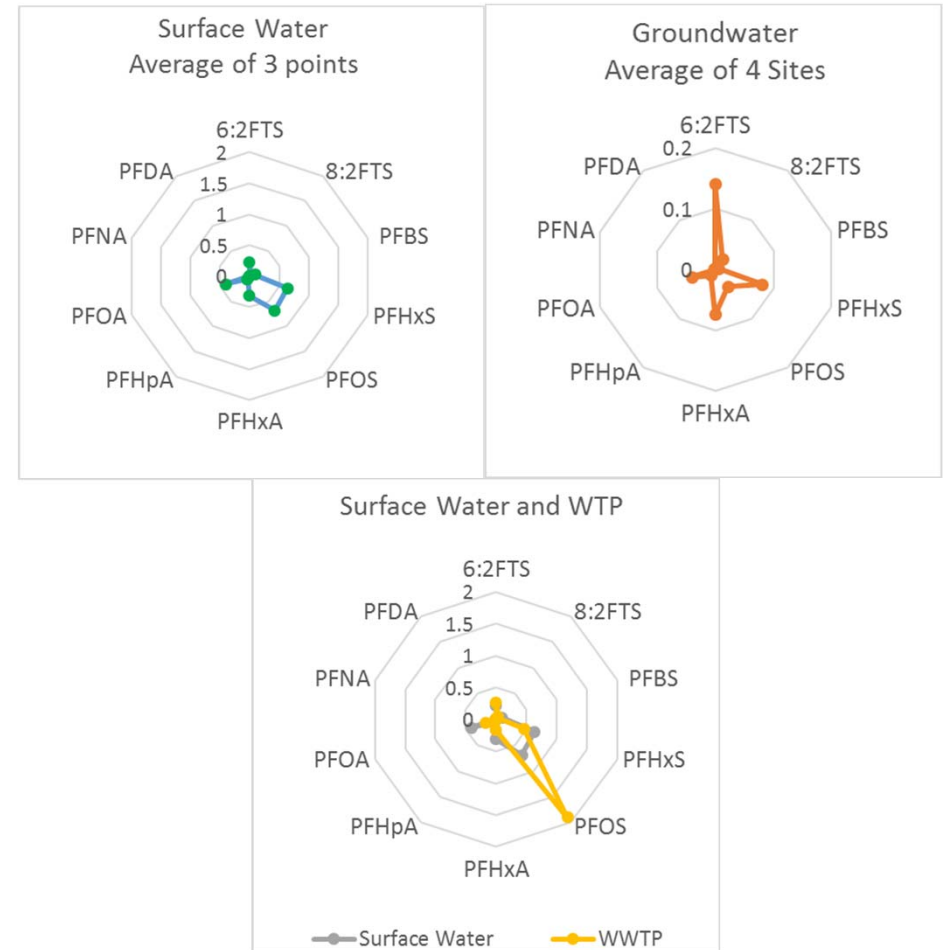 Surface Water
Average of 3 points
6:2FTS
2
PFDA
8:2FTS
1.5
1
PFNA
PFBS
0.5
0
PFOA
PFHxS
PFHpA
PFOS
PFHxA
Groundwater
Average of 4 Sites
6:2FTS
0.2
PFDA
8:2FTS
0.1
PFNA
PFBS
0
PFOA
PFHxS
PFHpA
PFOS
PFHxA
Surface Water and WTP
6:2FTS
2
PFDA
8:2FTS
1.5
1
PFNA
PFBS
0.5
0
PFOA
PFHxS
PFHpA
PFOS
PFHxA
Surface Water
WWTP